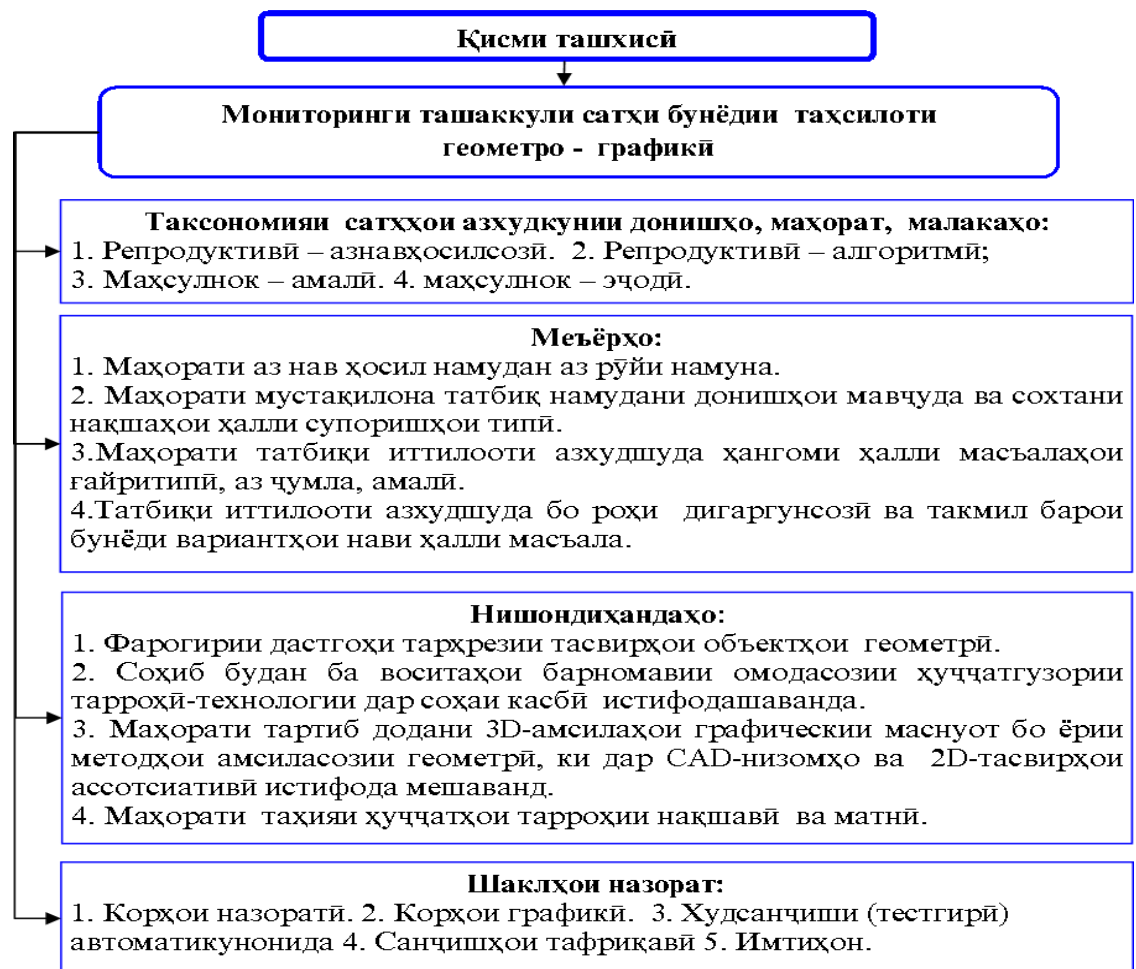 Қисми ташхисӣ
Мониторинги ташаккули сатҳи бунёдии таҳсилоти
геометро - графикӣ
Таксономияи сатҳҳои азхудкунии донишҳо, маҳорат, малакаҳо:
1. Репродуктивӣ – азнавҳосилсозӣ. 2. Репродуктивӣ – алгоритмӣ;
3. Маҳсулнок – амалӣ. 4. маҳсулнок – эҷодӣ.
Меъёрҳо:
1. Маҳорати аз нав ҳосил намудан аз рӯйи намуна.
2. Маҳорати мустақилона татбиқ намудани донишҳои мавҷуда ва сохтани
нақшаҳои ҳалли супоришҳои типӣ.
3.Маҳорати татбиқи иттилооти азхудшуда ҳангоми ҳалли масъалаҳои
ғайритипӣ, аз ҷумла, амалӣ.
4.Татбиқи иттилооти азхудшуда бо роҳи дигаргунсозӣ ва такмил барои
бунёди вариантҳои нави ҳалли масъала.
Нишондиҳандаҳо:
1. Фарогирии дастгоҳи тарҳрезии тасвирҳои объектҳои геометрӣ.
2. Соҳиб будан ба воситаҳои барномавии омодасозии ҳуҷҷатгузории
тарроҳӣ-технологии дар соҳаи касбӣ истифодашаванда.
3. Маҳорати тартиб додани 3D-амсилаҳои графическии маснуот бо ёрии
методҳои амсиласозии геометрӣ, ки дар CAD-низомҳо ва 2D-тасвирҳои
ассотсиативӣ истифода мешаванд.
4. Маҳорати таҳияи ҳуҷҷатҳои тарроҳии нақшавӣ ва матнӣ.
Шаклҳои назорат:
1. Корҳои назоратӣ. 2. Корҳои графикӣ. 3. Худсанҷиши (тестгирӣ)
автоматикунонида 4. Санҷишҳои тафриқавӣ 5. Имтиҳон.